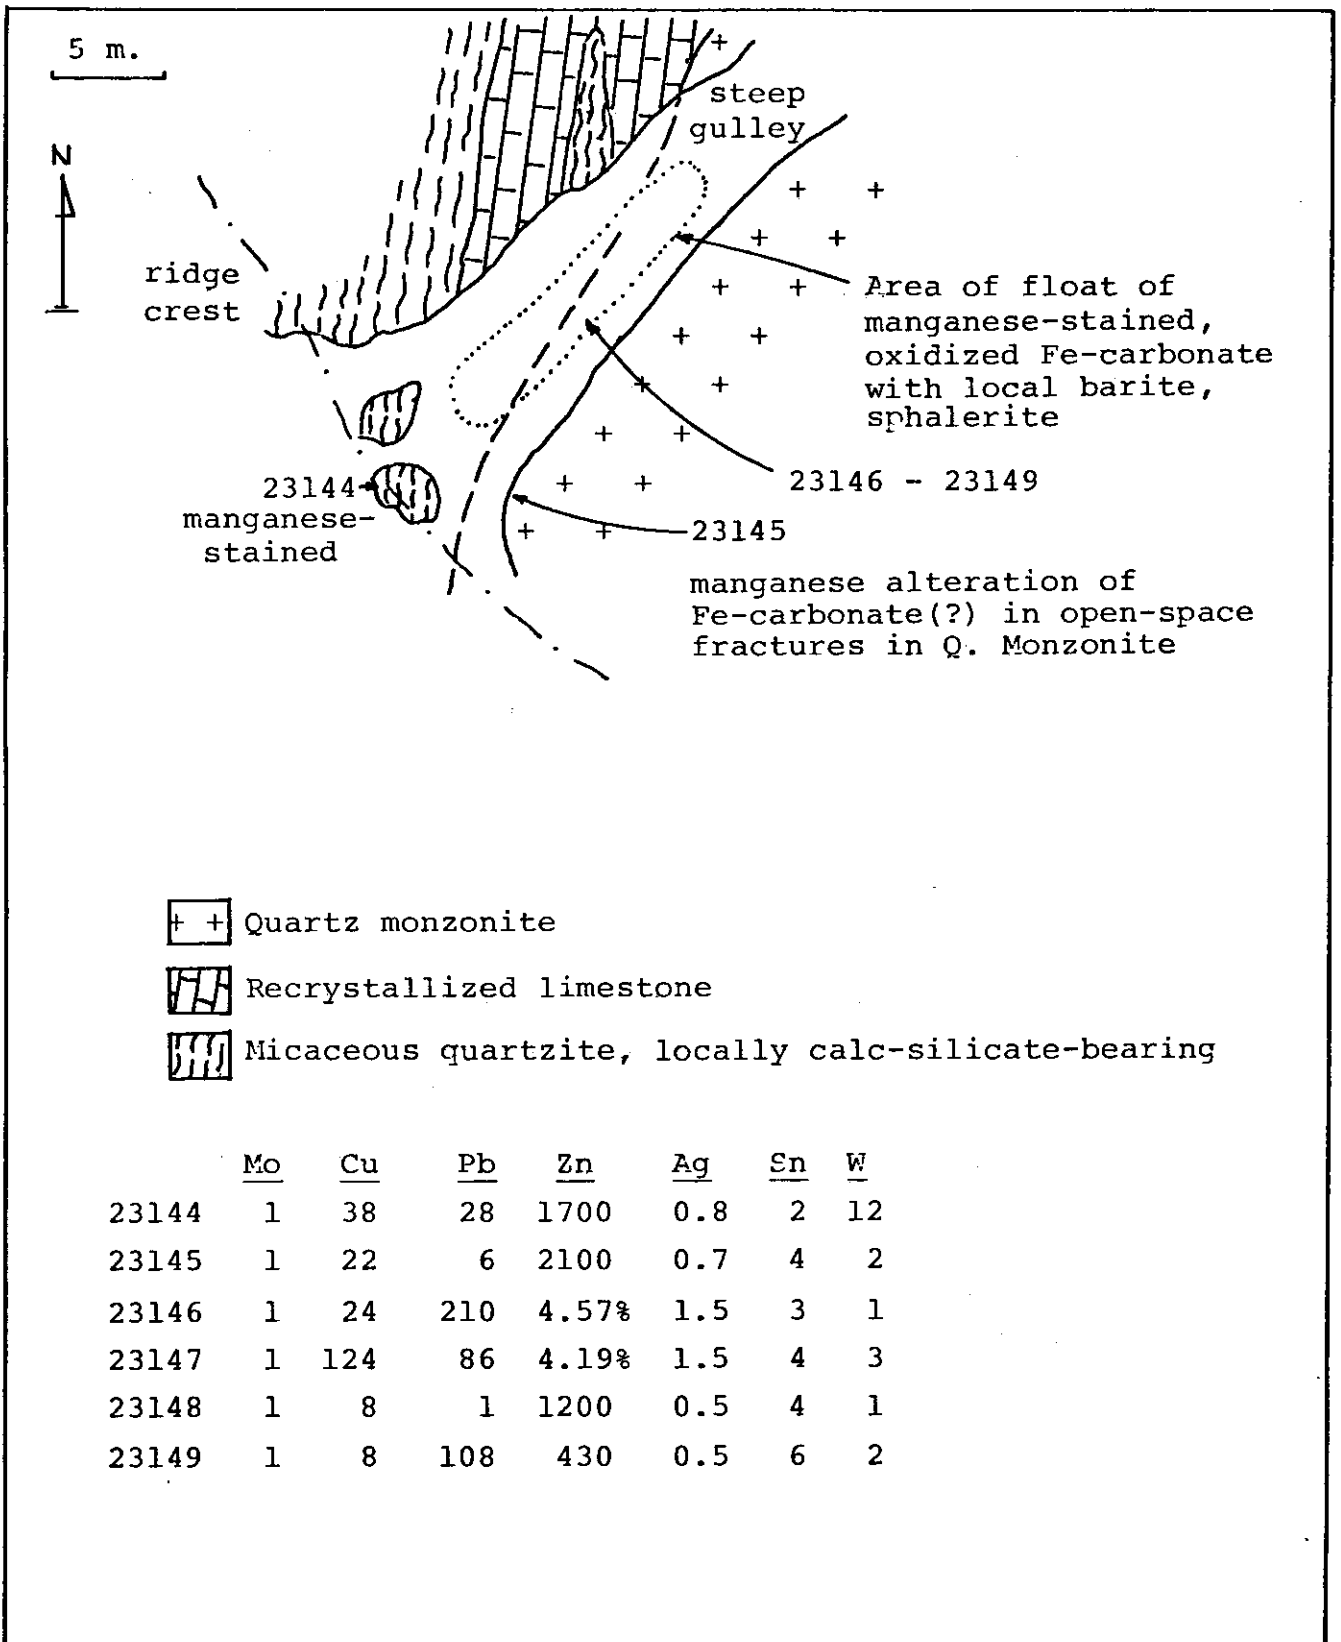 5 m.
N
steep
gulley
ridge
crest
Area of float of
manganese-stained,
oxidized Fe-carbonate
with local barite,
sphalerite
23146 - 23149
23144
manganese-
stained
23145
manganese alteration of
Fe-carbonate(?) in open-space
fractures in Q. Monzonite
+ + Quartz monzonite
Recrystallized limestone
Micaceous quartzite, locally calc-silicate-bearing
Mo Cu Pb Zn Ag Sn W
23144 1 38 28 1700 0.8 2 12
23145 1 22 6 2100 0.7 4 2
23146 1 24 210 4.57% 1.5 3 1
23147 1 124 86 4.19% 1.5 4 3
23148 1 8 1 1200 0.5 4 1
23149 1 8 108 430 0.5 6 2